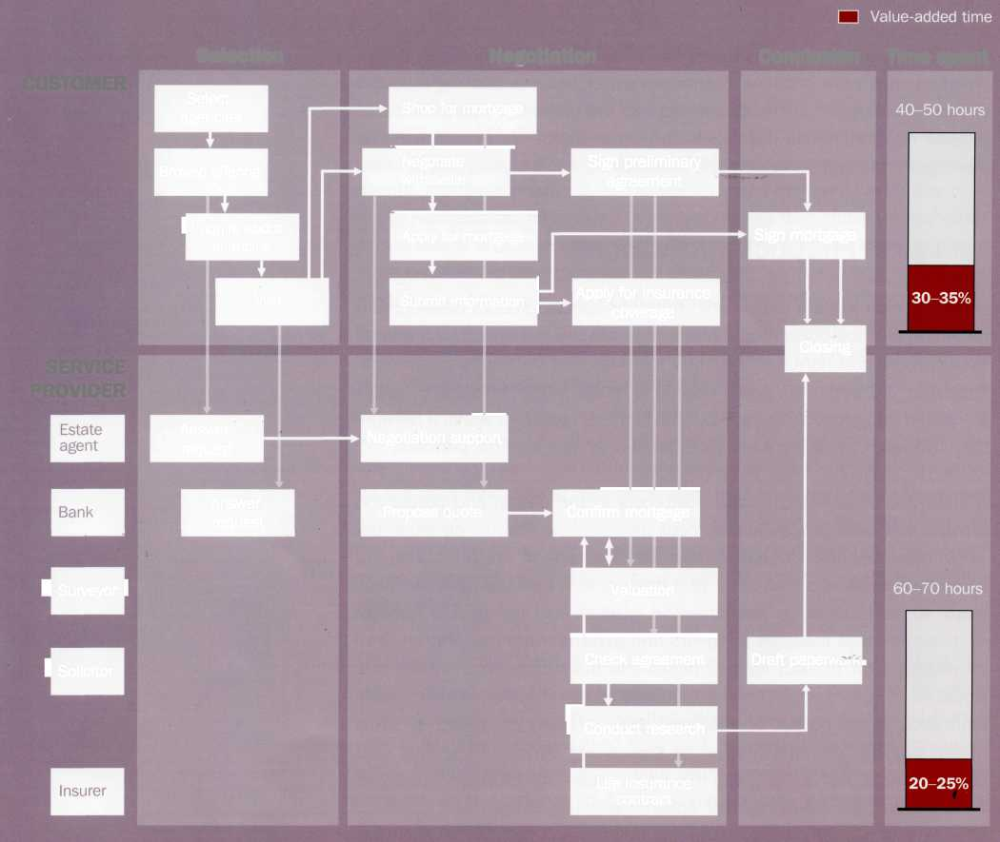 Value-added time
Selection
Negotiation
Conclusion
Time spent
CUSTOMER
Select
agencies
Shop for mortgage
40–50 hours
Browse offering
Negotiate
Sign preliminary
agreement
Apply for mortgage
Sign mortgage
Visit
Submit information
Apply for insurance
coverage
30–35%
Closing
SERVICE
PROVIDER
Estate
agent
Answer
request
Negotiation support
Bank
Answer
request
Propose quote
Confirm mortgage
Surveyor
Valuation
60–70 hours
Solicitor
Check agreement
Draft paperwork
Conduct research
Insurer
Life insurance
contract
20–25%